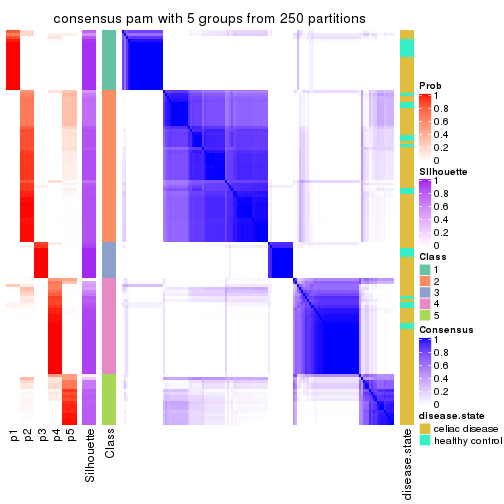 consensus pam with 5 groups from 250 partitions
Prob
1
0.8
0.6
0.4
0.2
0
Silhouette
1
0.8
0.6
0.4
0.2
0
Class
1
2
3
4
5
Consensus
1
0.8
0.6
0.4
0.2
0
disease.state
celiac disease
healthy control
p1
p2
p3
p4
p5
Silhouette
Class
disease.state